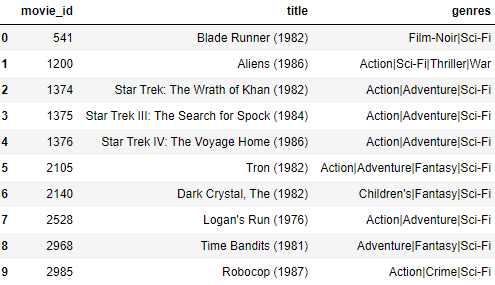 movie_id title genres
0 541 Blade Runner (1982) Film-Noir|Sci-Fi
1 1200 Aliens (1986) Action|Sci-Fi|Thriller|War
2 1374 Star Trek: The Wrath of Khan (1982) Action|Adventure|Sci-Fi
3 1375 Star Trek III: The Search for Spock (1984) Action|Adventure|Sci-Fi
4 1376 Star Trek IV: The Voyage Home (1986) Action|Adventure|Sci-Fi
5 2105 Tron (1982) Action|Adventure|Fantasy|Sci-Fi
6 2140 Dark Crystal, The (1982) Children's|Fantasy|Sci-Fi
7 2528 Logan's Run (1976) Action|Adventure|Sci-Fi
8 2968 Time Bandits (1981) Adventure|Fantasy|Sci-Fi
9 2985 Robocop (1987) Action|Crime|Sci-Fi